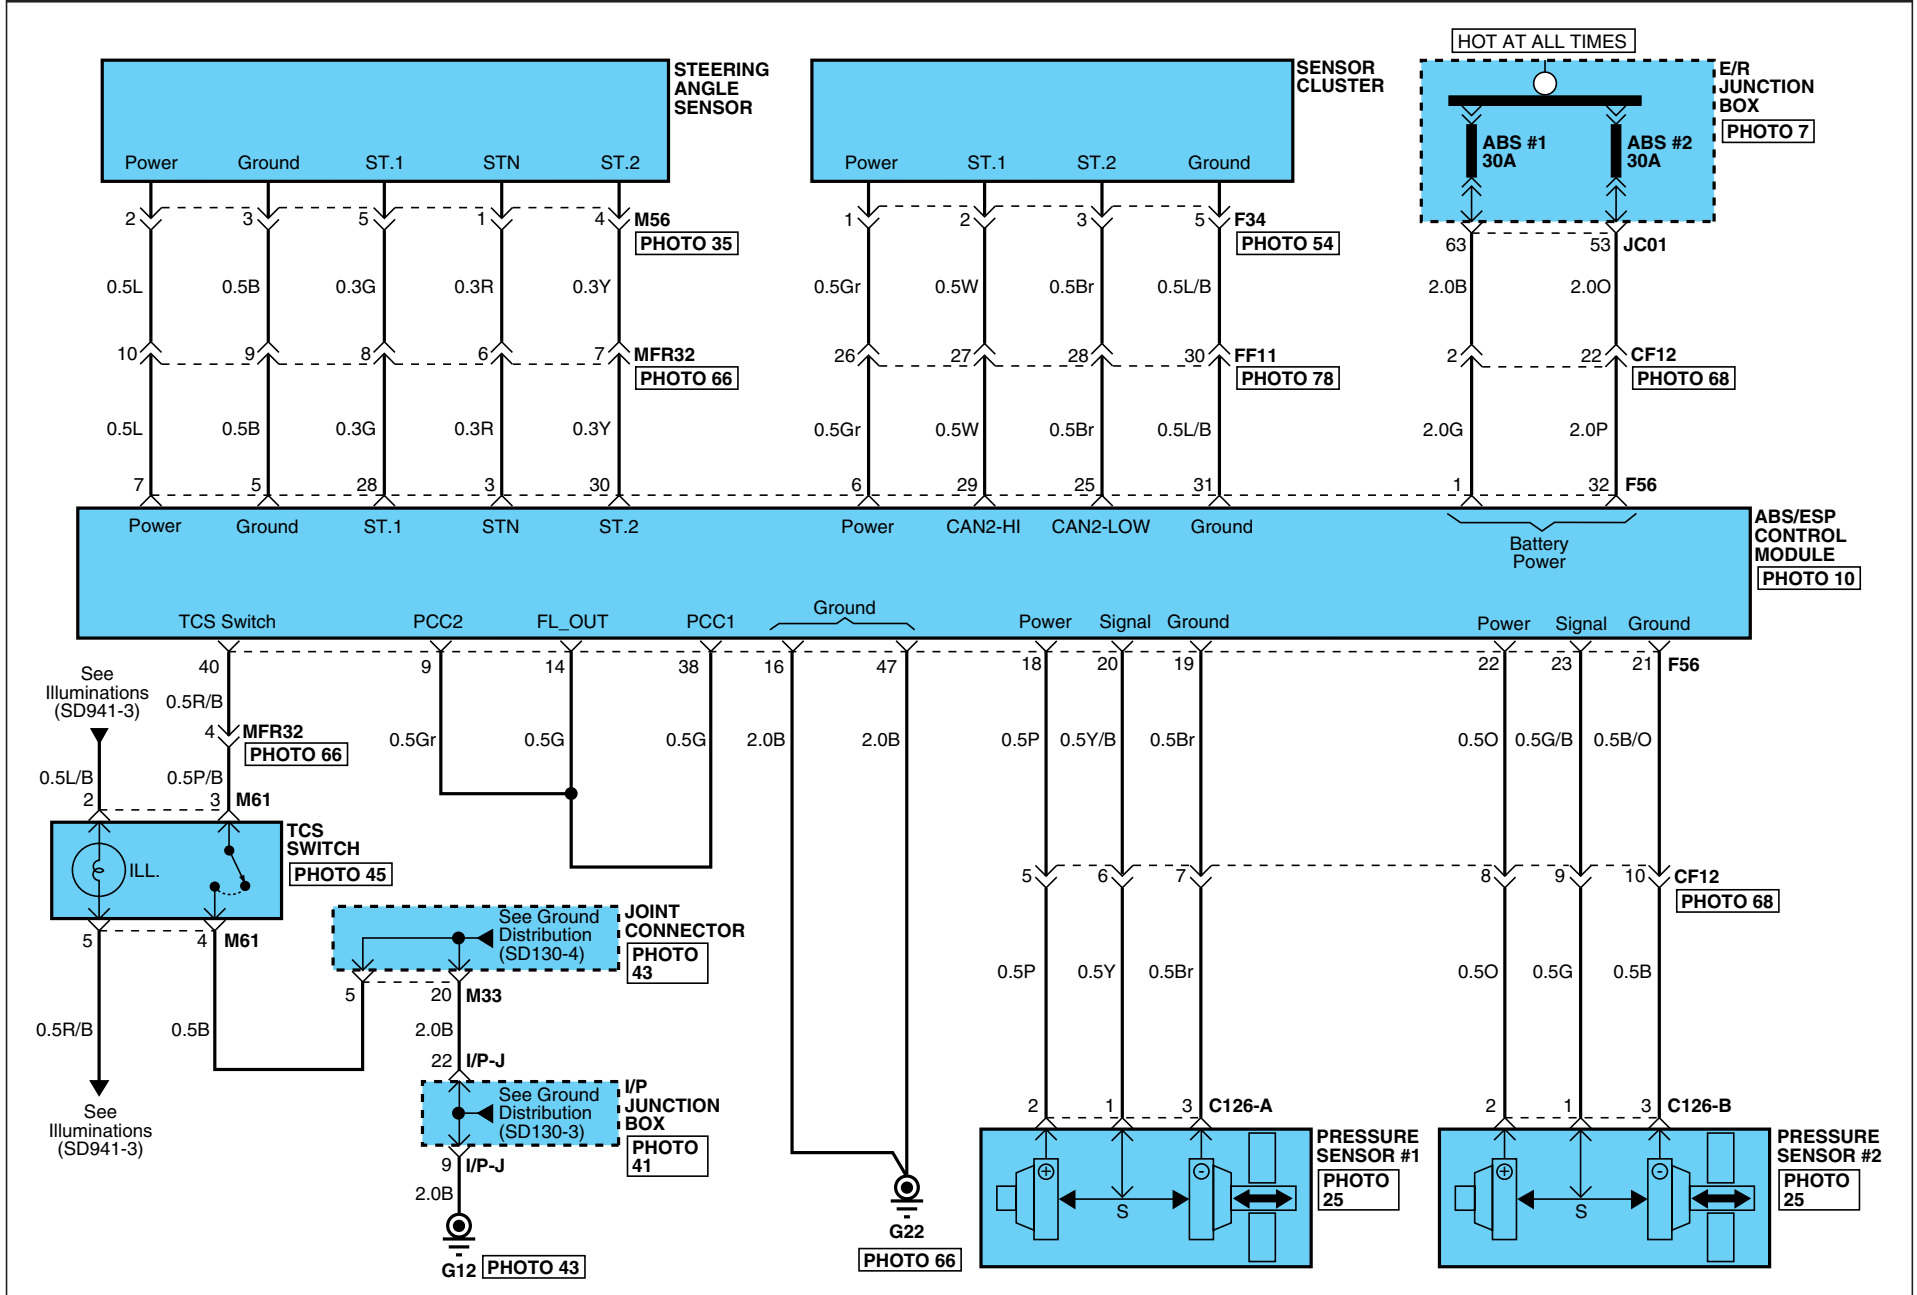 HOT AT ALL TIMES
STEERING
ANGLE
SENSOR
SENSOR
CLUSTER
E/R
JUNCTION
BOX
PHOTO 7
ABS #1
30A
ABS #2
30A
Power Ground ST.1 STN ST.2
Power ST.1 ST.2 Ground
2 3 5 1 4 M56
PHOTO 35
1 2 3 5 F34
PHOTO 54
63 53 JC01
0.5L 0.5B 0.3G 0.3R 0.3Y 0.5Gr 0.5W 0.5Br 0.5L/B 2.0B 2.0O
10 9 8 6 7 MFR32
PHOTO 66
26 27 28 30 FF11
PHOTO 78
2 22 CF12
PHOTO 68
0.5L 0.5B 0.3G 0.3R 0.3Y 0.5Gr 0.5W 0.5Br 0.5L/B 2.0G 2.0P
7 5 28 3 30 6 29 25 31 1 32 F56
Power Ground ST.1 STN ST.2 Power CAN2-HI CAN2-LOW Ground
Battery
Power
ABS/ESP
CONTROL
MODULE
PHOTO 10
TCS Switch PCC2 FL_OUT PCC1 Ground Power Signal Ground Power Signal Ground
40 9 14 38 16 47 18 20 19 22 23 21 F56
See
Illuminations
(SD941-3)
0.5R/B
4 MFR32
PHOTO 66
0.5Gr 0.5G 0.5G 2.0B 2.0B 0.5P 0.5Y/B 0.5Br 0.5O 0.5G/B 0.5B/O
0.5L/B 0.5P/B
2 3 M61
TCS
SWITCH
PHOTO 45
ILL.
5 4 M61
5 6 7 8 9 10 CF12
PHOTO 68
See Ground
Distribution
(SD130-4)
JOINT
CONNECTOR
PHOTO
43
5 20 M33
0.5P 0.5Y 0.5Br 0.5O 0.5G 0.5B
0.5R/B 0.5B 2.0B
22 I/P-J
See Ground
Distribution
(SD130-3)
I/P
JUNCTION
BOX
PHOTO
41
9 I/P-J
2.0B
G12 PHOTO 43
See
Illuminations
(SD941-3)
G22
PHOTO 66
2 1 3 C126-A
PRESSURE
SENSOR #1
PHOTO
25
+ S -
2 1 3 C126-B
PRESSURE
SENSOR #2
PHOTO
25
+ S -